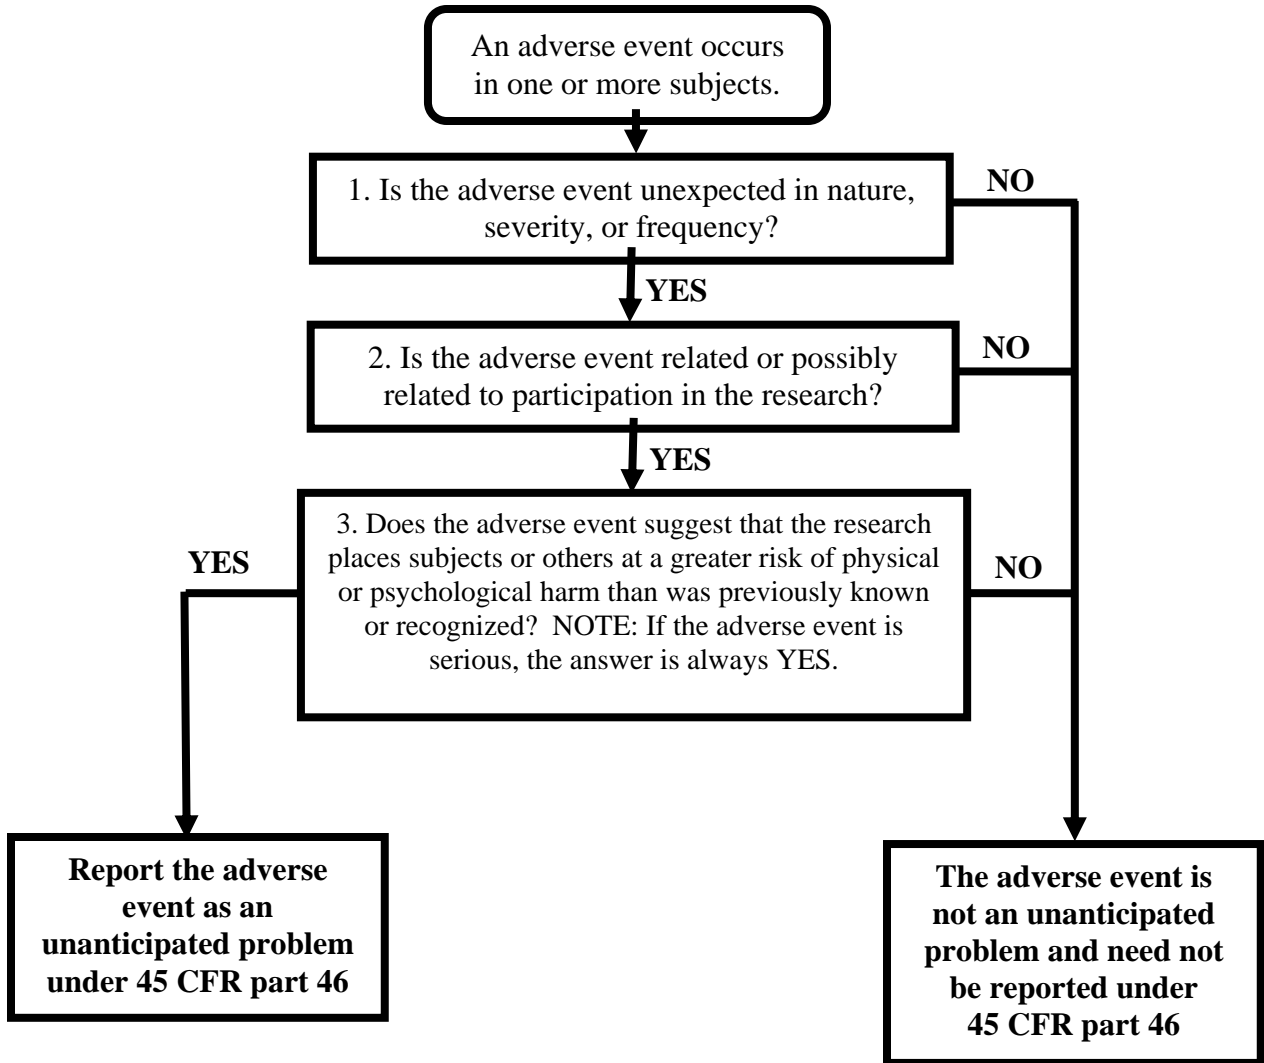 An adverse event occurs
in one or more subjects.
1. Is the adverse event unexpected in nature,
severity, or frequency?
NO
YES
2. Is the adverse event related or possibly
related to participation in the research?
NO
YES
3. Does the adverse event suggest that the research
places subjects or others at a greater risk of physical
or psychological harm than was previously known
or recognized?  NOTE: If the adverse event is
serious, the answer is always YES.
YES
NO
Report the adverse
event as an
unanticipated problem
under 45 CFR part 46
The adverse event is
not an unanticipated
problem and need not
be reported under
45 CFR part 46